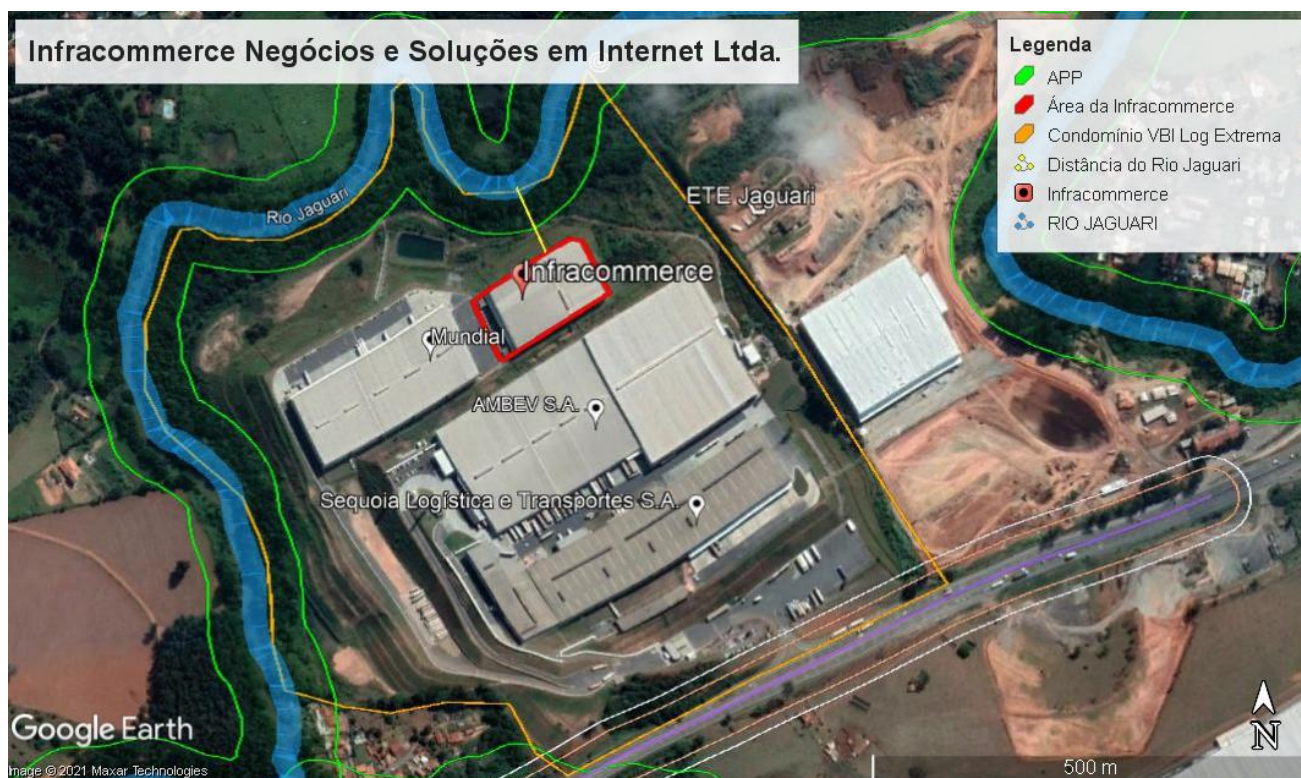 Infracommerce Negócios e Soluções em Internet Ltda.
Legenda
APP
Área da Infracommerce
Condomínio VBI Log Extrema
Distância do Rio Jaguari
Infracommerce
RIO JAGUARI
Rio Jaguari
ETE Jaguari
Infracommerce
Mundial
AMBEV S.A.
Sequoia Logística e Transportes S.A.
Google Earth
Image © 2021 Maxar Technologies
N
500 m